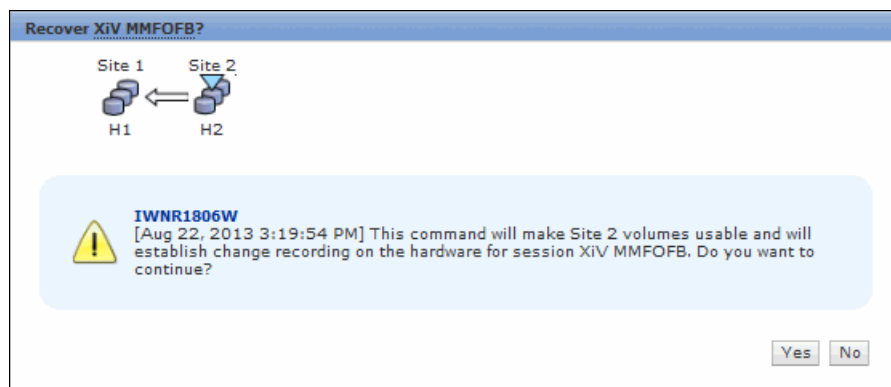 Recover XiV MMFOFB?
Site 1 Site 2
H1 H2
IWNR1806W
[Aug 22, 2013 3:19:54 PM] This command will make Site 2 volumes usable and will
establish change recording on the hardware for session XiV MMFOFB. Do you want to
continue?
Yes No